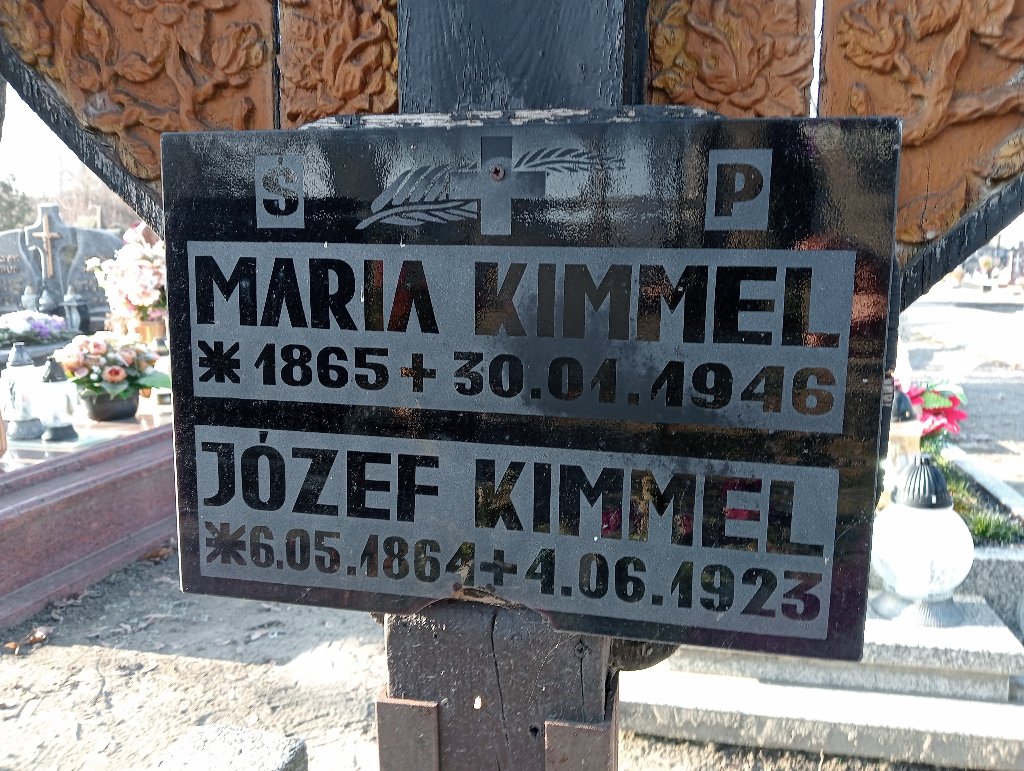 Ś P
MARIA KIMMEL
* 1865 + 30.01.1946
JÓZEF KIMMEL
* 6.05.1864 + 4.06.1923